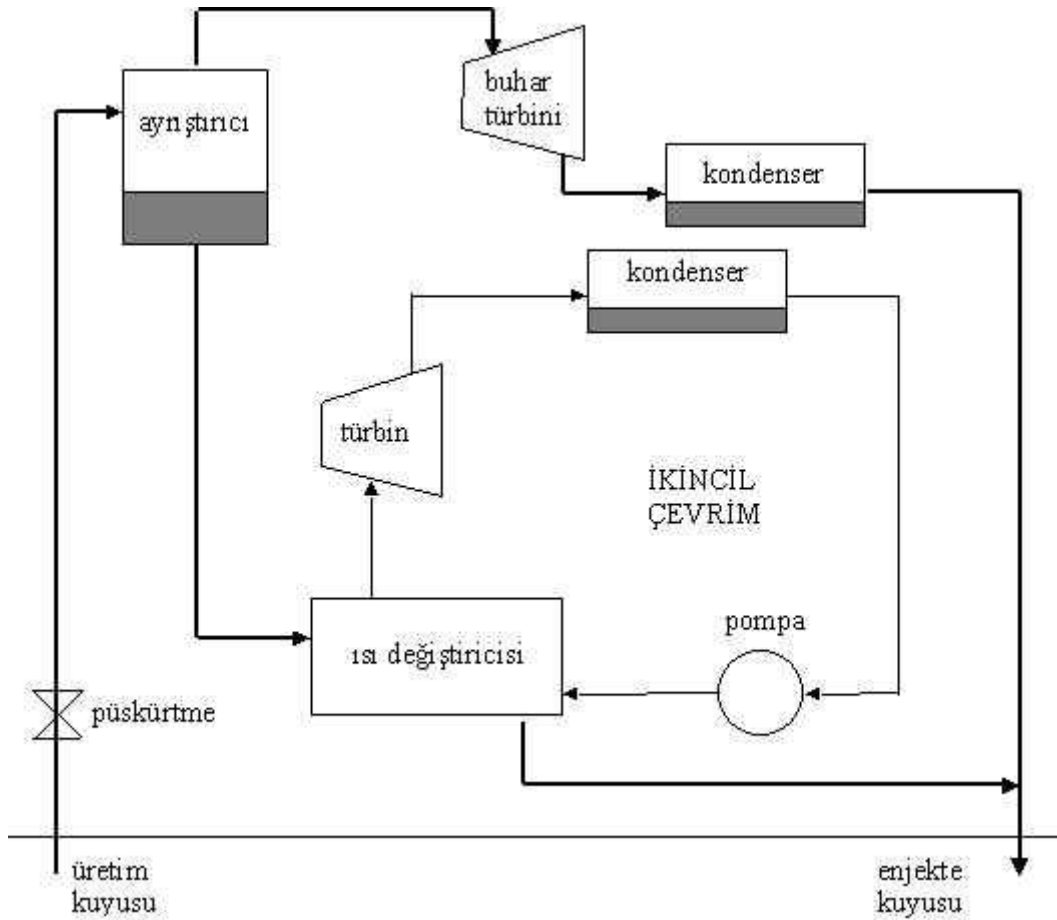 buhar
türbini
ayrıştırıcı
kondenser
kondenser
türbin
İKİNCİL
ÇEVRİM
pompa
ısı değiştiricisi
püskürtme
üretim
kuyusu
enjekte
kuyusu